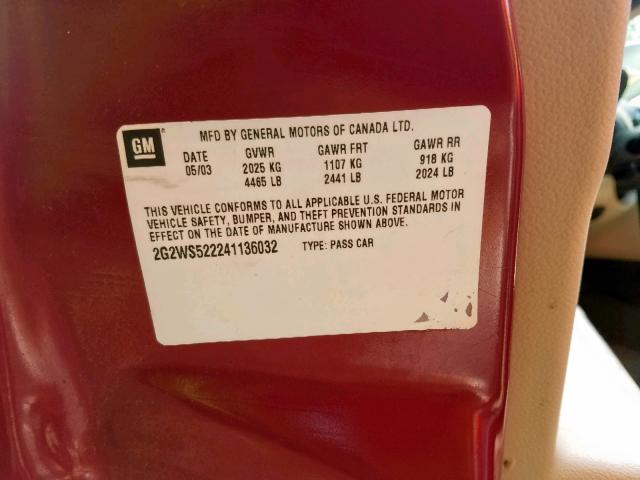 GM
MFD BY GENERAL MOTORS OF CANADA LTD.
DATE GVWR GAWR FRT GAWR RR
05/03 2025 KG 1107 KG 918 KG
4465 LB 2441 LB 2024 LB
THIS VEHICLE CONFORMS TO ALL APPLICABLE U.S. FEDERAL MOTOR
VEHICLE SAFETY, BUMPER, AND THEFT PREVENTION STANDARDS IN
EFFECT ON THE DATE OF MANUFACTURE SHOWN ABOVE.
2G2WS522241136032 TYPE: PASS CAR